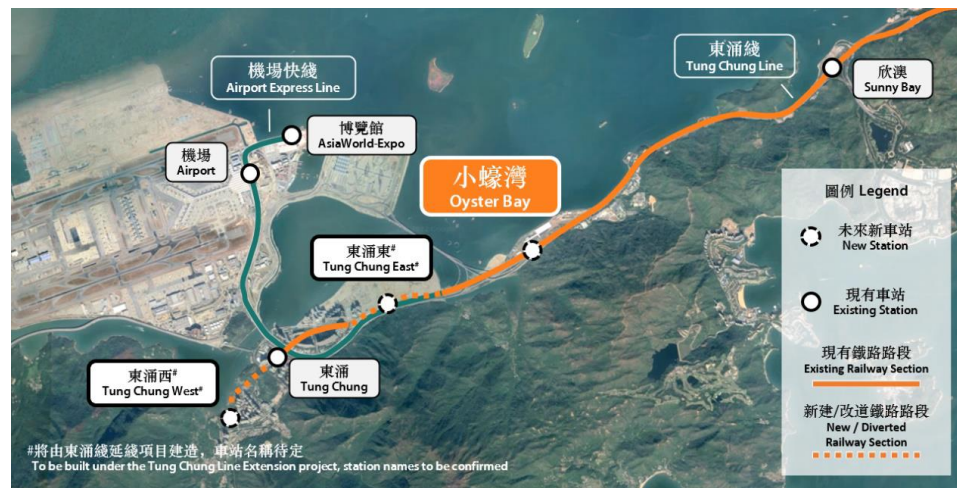 機場快綫
Airport Express Line
東涌綫
Tung Chung Line
欣澳
Sunny Bay
博覽館
AsiaWorld-Expo
機場
Airport
小蠔灣
Oyster Bay
東涌東#
Tung Chung East#
東涌西#
Tung Chung West#
東涌
Tung Chung
圖例 Legend
未來新車站
New Station
現有車站
Existing Station
現有鐵路路段
Existing Railway Section
新建/改道鐵路路段
New / Diverted
Railway Section
#將由東涌綫延綫項目建造，車站名稱待定
To be built under the Tung Chung Line Extension project, station names to be confirmed